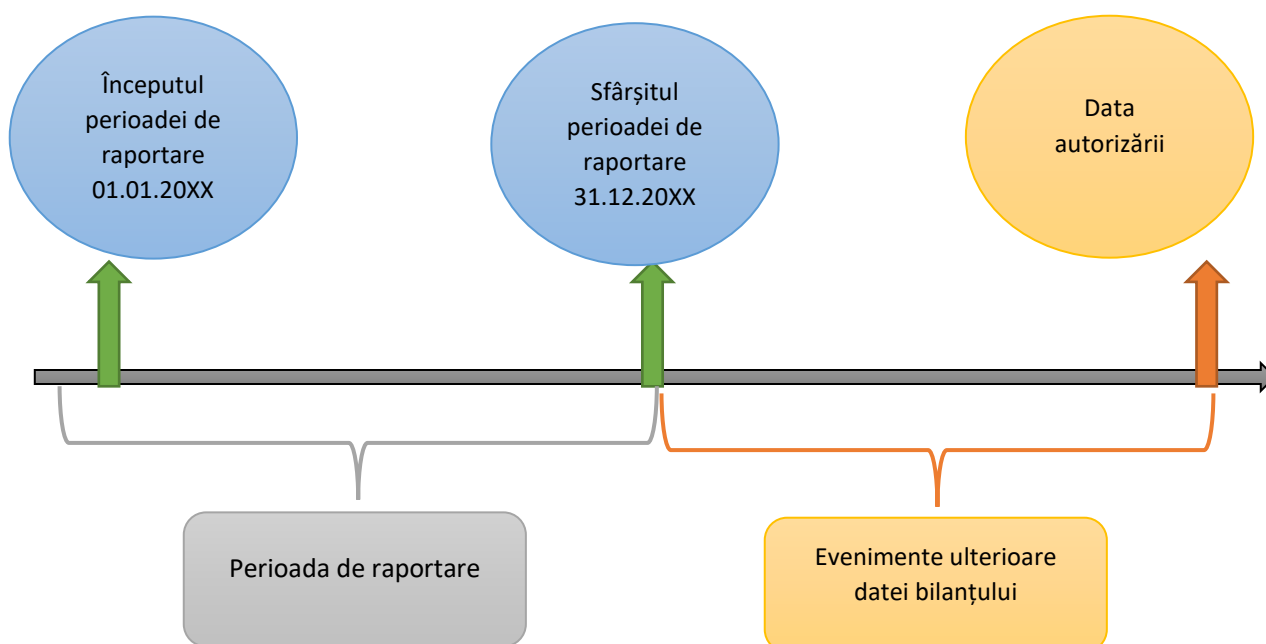 Începutul
perioadei de
raportare
01.01.20XX
Sfârșitul
perioadei de
raportare
31.12.20XX
Data
autorizării
Perioada de raportare
Evenimente ulterioare
datei bilanțului